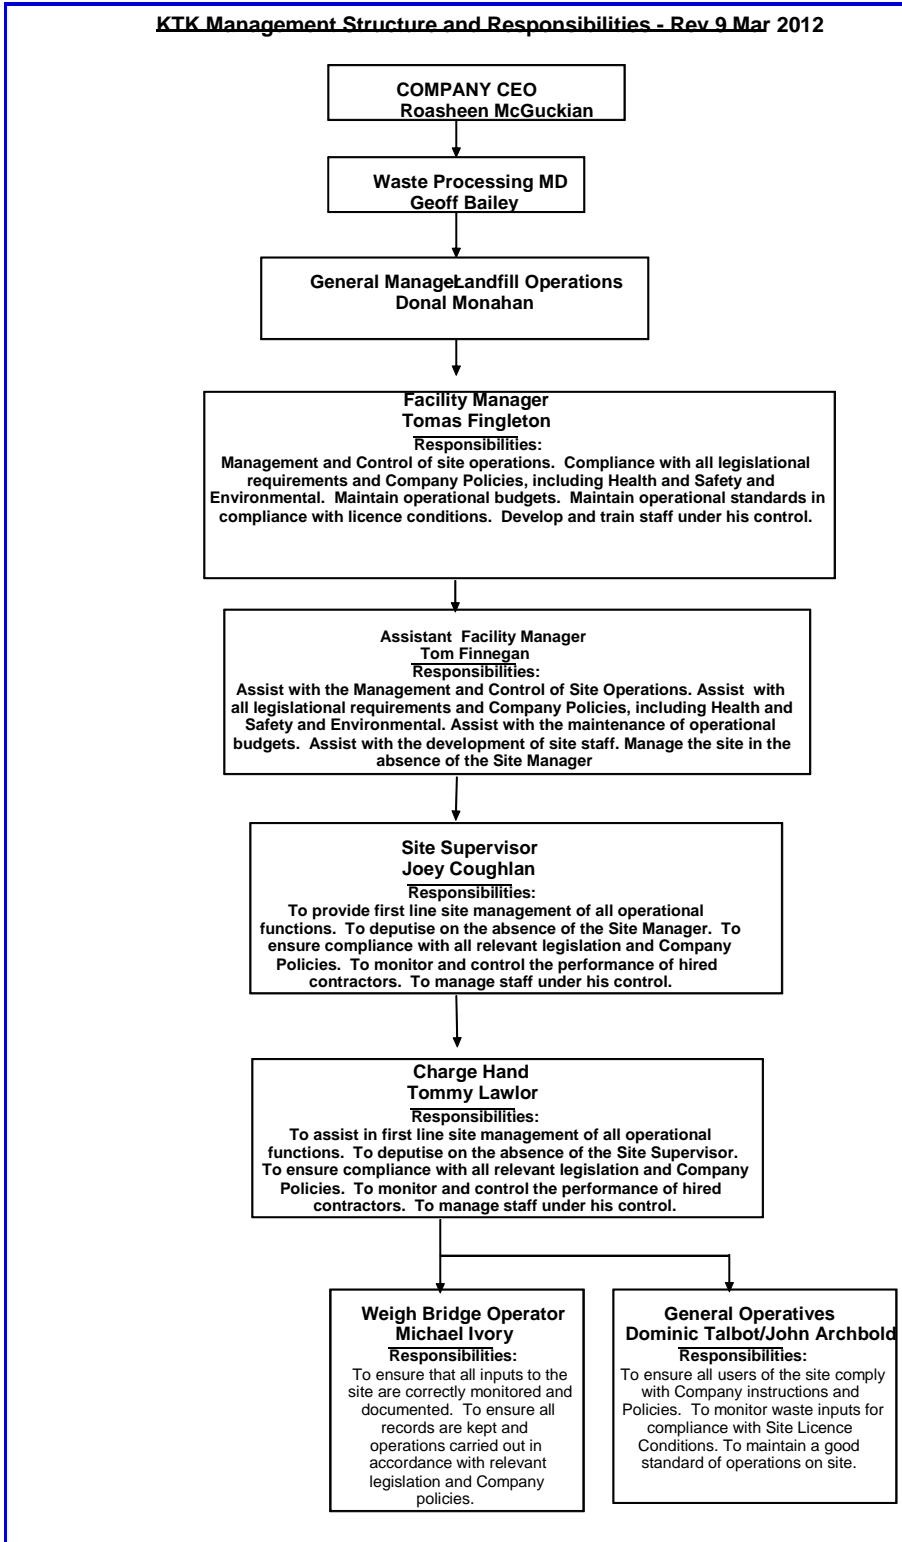 KTK Management Structure and Responsibilities - Rev 9 Mar 2012
COMPANY CEO
Roasheen McGuckian
Waste Processing MD
Geoff Bailey
General Manager Landfill Operations
Donal Monahan
Facility Manager
Tomas Fingleton
Responsibilities:
Management and Control of site operations. Compliance with all legislational
requirements and Company Policies, including Health and Safety and
Environmental. Maintain operational budgets. Maintain operational standards in
compliance with licence conditions. Develop and train staff under his control.
Assistant Facility Manager
Tom Finnegan
Responsibilities:
Assist with the Management and Control of Site Operations. Assist with
all legislational requirements and Company Policies, including Health and
Safety and Environmental. Assist with the maintenance of operational
budgets. Assist with the development of site staff. Manage the site in the
absence of the Site Manager
Site Supervisor
Joey Coughlan
Responsibilities:
To provide first line site management of all operational
functions. To deputise on the absence of the Site Manager. To
ensure compliance with all relevant legislation and Company
Policies. To monitor and control the performance of hired
contractors. To manage staff under his control.
Charge Hand
Tommy Lawlor
Responsibilities:
To assist in first line site management of all operational
functions. To deputise on the absence of the Site Supervisor.
To ensure compliance with all relevant legislation and Company
Policies. To monitor and control the performance of hired
contractors. To manage staff under his control.
Weigh Bridge Operator
Michael Ivory
Responsibilities:
To ensure that all inputs to the
site are correctly monitored and
documented. To ensure all
records are kept and
operations carried out in
accordance with relevant
legislation and Company
policies.
General Operatives
Dominic Talbot/John Archbold
Responsibilities:
To ensure all users of the site comply
with Company instructions and
Policies. To monitor waste inputs for
compliance with Site Licence
Conditions. To maintain a good
standard of operations on site.